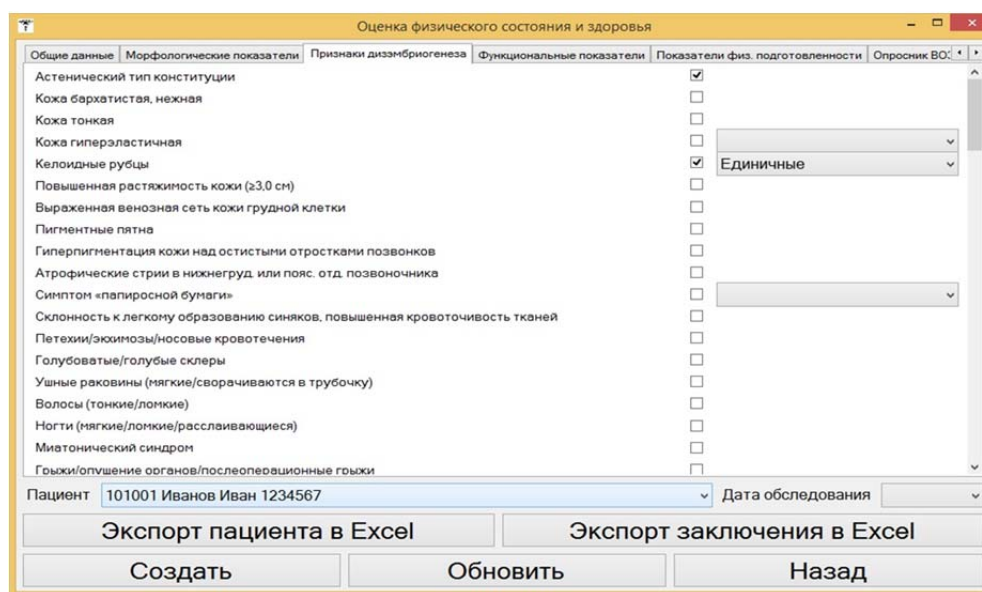 Оценка физического состояния и здоровья
Общие данные Морфологические показатели Признаки дизэмбриогенеза Функциональные показатели Показатели физ. подготовленности Опросник ВОЗ
Астенический тип конституции
Кожа бархатистая, нежная
Кожа тонкая
Кожа гиперэластичная
Келоидные рубцы Единичные
Повышенная растяжимость кожи (≥3,0 см)
Выраженная венозная сеть кожи грудной клетки
Пигментные пятна
Гиперпигментация кожи над остистыми отростками позвонков
Атрофические стрии в нижнегруд. или пояс. отд. позвоночника
Симптом «папиросной бумаги»
Склонность к легкому образованию синяков, повышенная кровоточивость тканей
Петехии/экхимозы/носовые кровотечения
Голубоватые/голубые склеры
Ушные раковины (мягкие/сворачиваются в трубочку)
Волосы (тонкие/ломкие)
Ногти (мягкие/ломкие/расслаивающиеся)
Миатонический синдром
Грыжи/опущение органов/послеоперационные грыжи
Пациент 101001 Иванов Иван 1234567 Дата обследования
Экспорт пациента в Excel Экспорт заключения в Excel
Создать Обновить Назад